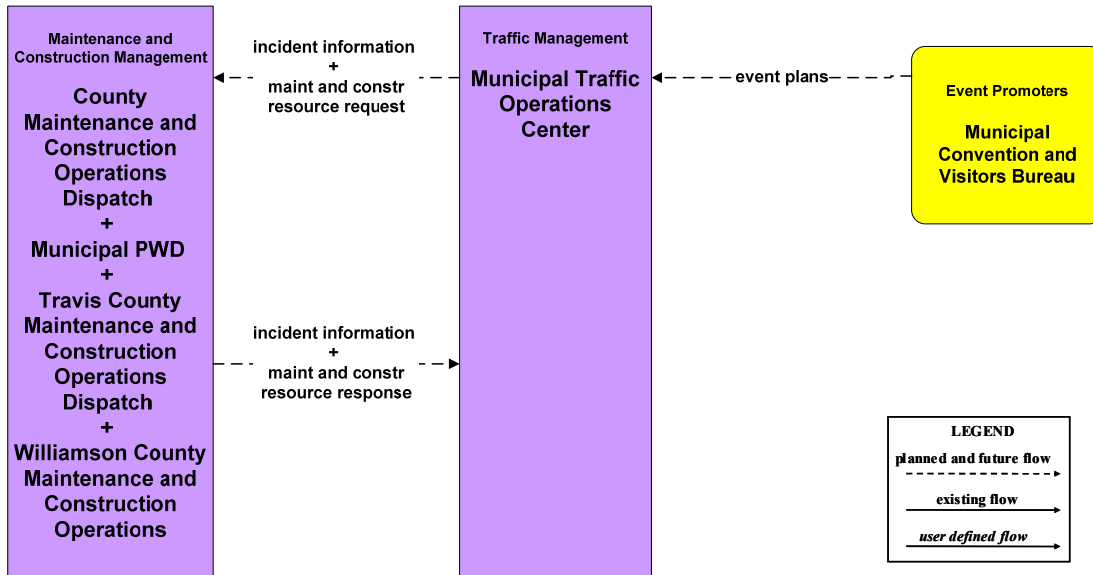 Maintenance and
Construction Management
County
Maintenance and
Construction
Operations
Dispatch
+
Municipal PWD
+
Travis County
Maintenance and
Construction
Operations
Dispatch
+
Williamson County
Maintenance and
Construction
Operations
incident information
+
maint and constr
resource request
incident information
+
maint and constr
resource response
Traffic Management
Municipal Traffic
Operations
Center
event plans
Event Promoters
Municipal
Convention and
Visitors Bureau
LEGEND
planned and future flow
existing flow
user defined flow